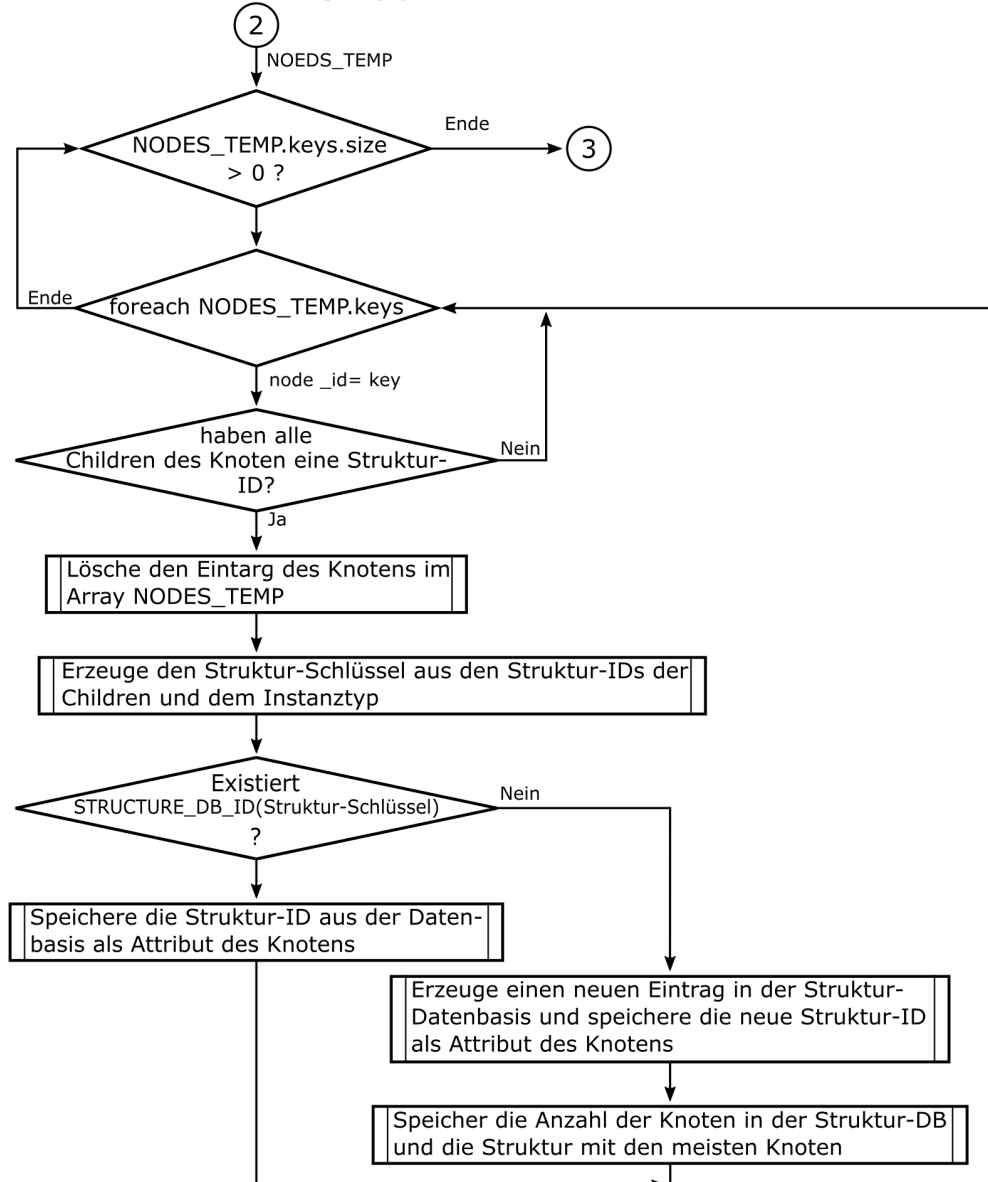 2
NOEDS_TEMP
NODES_TEMP.keys.size
> 0 ?
Ende
3
Ende
foreach NODES_TEMP.keys
node _id= key
haben alle
Children des Knoten eine Struktur-
ID?
Nein
Ja
Lösche den Eintarg des Knotens im
Array NODES_TEMP
Erzeuge den Struktur-Schlüssel aus den Struktur-IDs der
Children und dem Instanztyp
Existiert
STRUCTURE_DB_ID(Struktur-Schlüssel)
?
Nein
Speichere die Struktur-ID aus der Daten-
basis als Attribut des Knotens
Erzeuge einen neuen Eintrag in der Struktur-
Datenbasis und speichere die neue Struktur-ID
als Attribut des Knotens
Speicher die Anzahl der Knoten in der Struktur-DB
und die Struktur mit den meisten Knoten